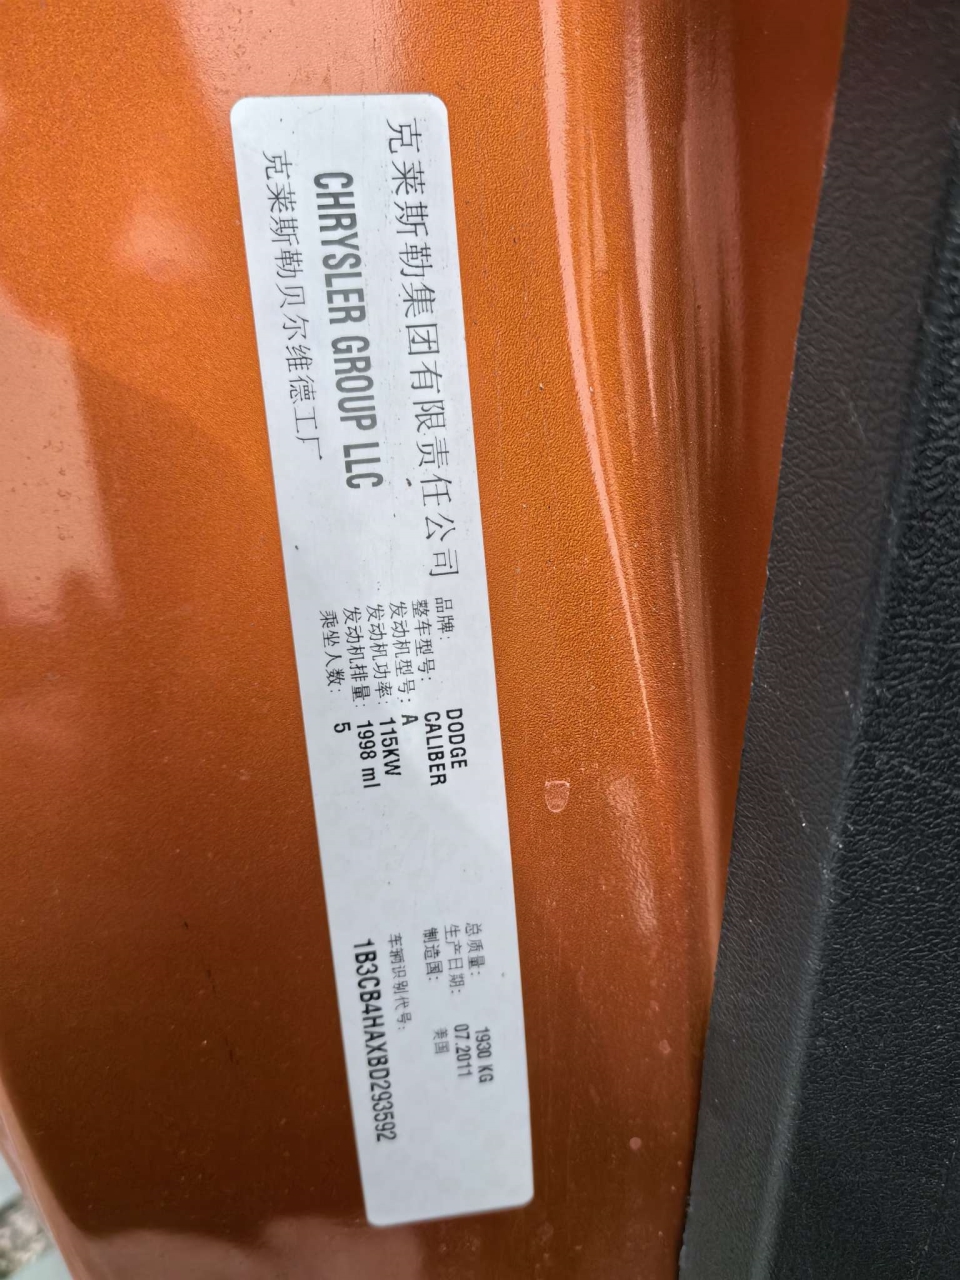 克莱斯勒集团有限责任公司
CHRYSLER GROUP LLC
克莱斯勒贝尔维德工厂
品牌: DODGE
整车型号: CALIBER
发动机型号: A
发动机功率: 115KW
发动机排量: 1998 ml
乘坐人数: 5
总质量: 1930 KG
生产日期: 07.2011
制造国: 美国
车辆识别代号:
1B3CB4HAXBD293592